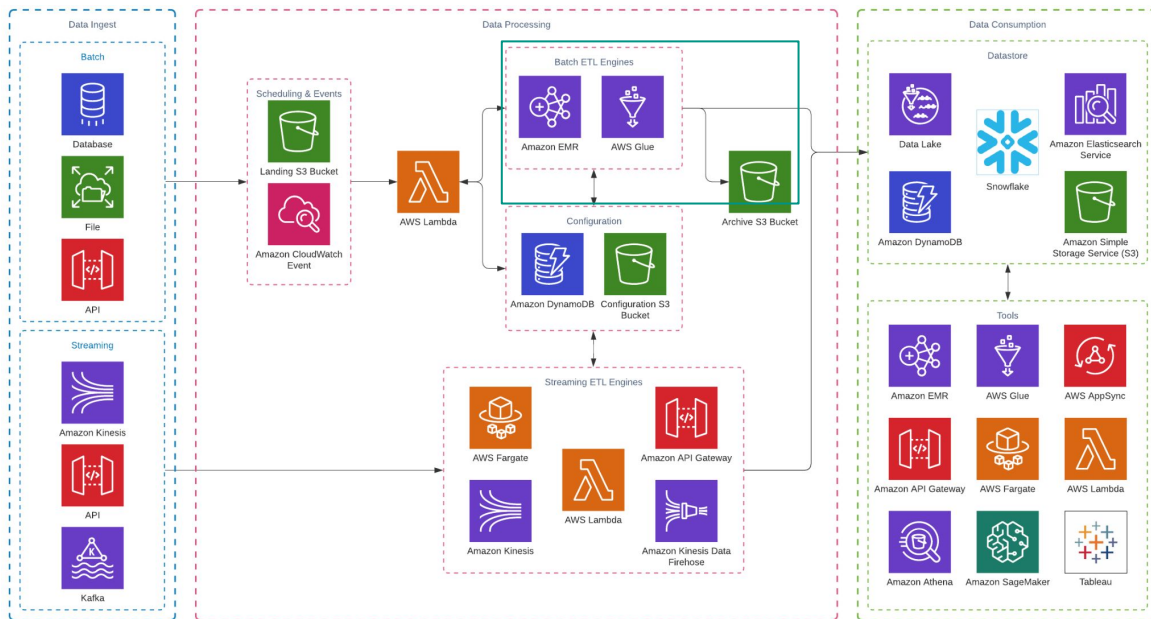 Data Ingest
Batch
Database
File
API
Streaming
Amazon Kinesis
API
Kafka
Data Processing
Scheduling & Events
Landing S3 Bucket
Amazon CloudWatch
Event
AWS Lambda
Batch ETL Engines
Amazon EMR
AWS Glue
Archive S3 Bucket
Configuration
Amazon DynamoDB
Configuration S3
Bucket
Streaming ETL Engines
AWS Fargate
Amazon API Gateway
AWS Lambda
Amazon Kinesis
Amazon Kinesis Data
Firehose
Data Consumption
Datastore
Data Lake
Snowflake
Amazon Elasticsearch
Service
Amazon DynamoDB
Amazon Simple
Storage Service (S3)
Tools
Amazon EMR
AWS Glue
AWS AppSync
Amazon API Gateway
AWS Fargate
AWS Lambda
Amazon Athena
Amazon SageMaker
Tableau